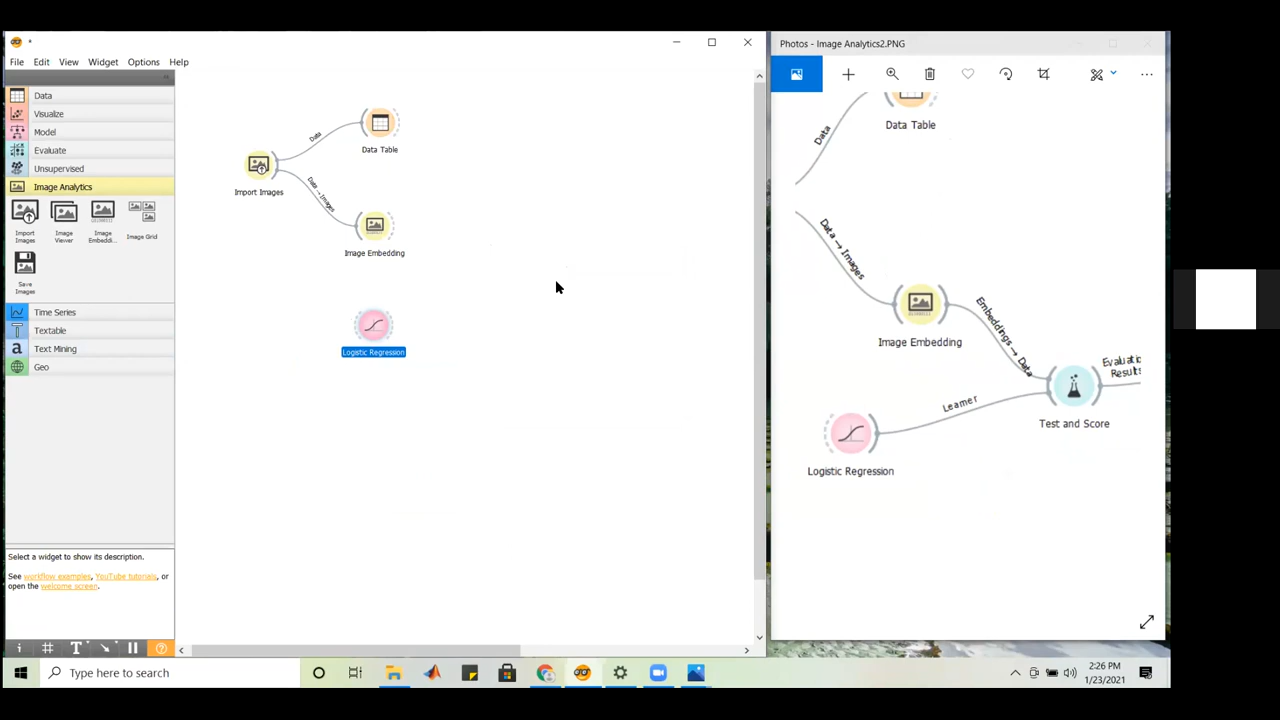 *
File Edit View Widget Options Help
Data
Visualize
Model
Evaluate
Unsupervised
Image Analytics
Import Images
Image Viewer
Image Embeddi...
Image Grid
Save Images
Time Series
Textable
Text Mining
Geo
Select a widget to show its description.
See workflow examples, YouTube tutorials, or
open the welcome screen.
Data
Data Table
Import Images
Data → Images
Image Embedding
Logistic Regression
Photos - Image Analytics2.PNG
Data
Data Table
Data → Images
Image Embedding
Embeddings → Data
Evaluatic
Results
Learner
Test and Score
Logistic Regression
Type here to search
2:26 PM
1/23/2021